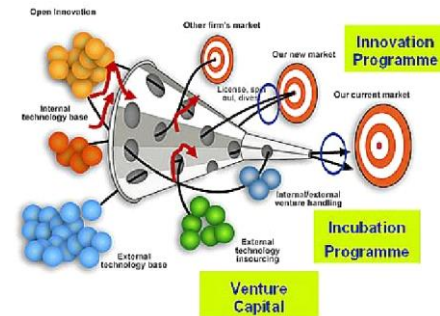 Open Innovation
Other firm's market
Innovation
Programme
Our new market
License, spin
out, divest
Our current market
Internal
technology base
Internal/external
venture handling
External
technology
insourcing
External
technology base
Incubation
Programme
Venture
Capital